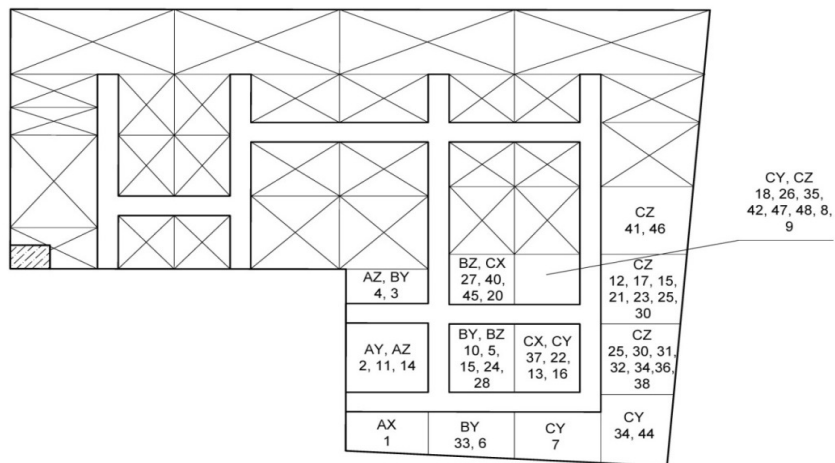 CY, CZ
18, 26, 35,
42, 47, 48, 8,
9
CZ
41, 46
AZ, BY
4, 3
BZ, CX
27, 40,
45, 20
CZ
12, 17, 15,
21, 23, 25,
30
AY, AZ
2, 11, 14
BY, BZ
10, 5,
15, 24,
28
CX, CY
37, 22,
13, 16
CZ
25, 30, 31,
32, 34,36,
38
AX
1
BY
33, 6
CY
7
CY
34, 44